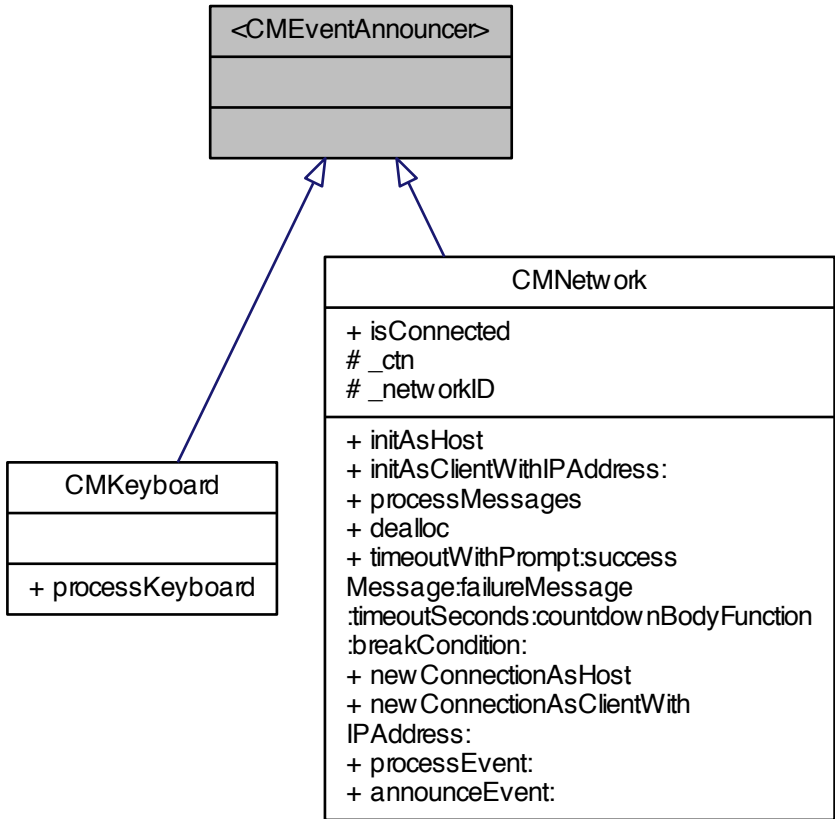 <CMEventAnnouncer>
CMNetwork
+ isConnected
# _ctn
# _networkID
+ initAsHost
+ initAsClientWithIPAddress:
+ processMessages
+ dealloc
+ timeoutWithPrompt:success
Message:failureMessage
:timeoutSeconds:countdownBodyFunction
:breakCondition:
+ newConnectionAsHost
+ newConnectionAsClientWith
IPAddress:
+ processEvent:
+ announceEvent:
CMKeyboard
+ processKeyboard